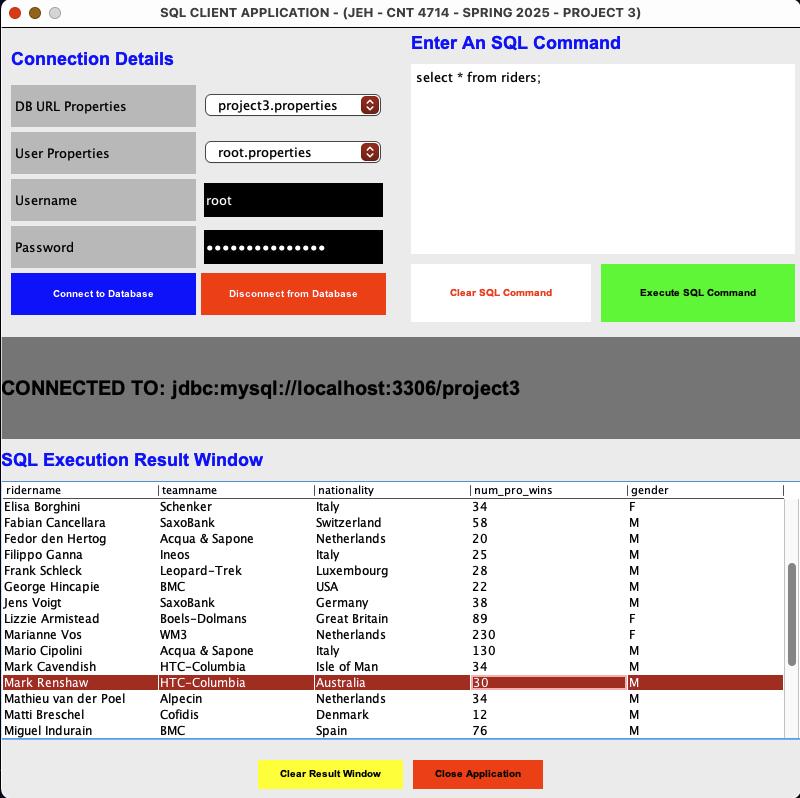 SQL CLIENT APPLICATION - (JEH - CNT 4714 - SPRING 2025 - PROJECT 3)
Connection Details
DB URL Properties project3.properties
User Properties root.properties
Username root
Password ●●●●●●●●●●●●●●●
Connect to Database Disconnect from Database
Enter An SQL Command
select * from riders;
Clear SQL Command Execute SQL Command
CONNECTED TO: jdbc:mysql://localhost:3306/project3
SQL Execution Result Window
ridername teamname nationality num_pro_wins gender
Elisa Borghini Schenker Italy 34 F
Fabian Cancellara SaxoBank Switzerland 58 M
Fedor den Hertog Acqua & Sapone Netherlands 20 M
Filippo Ganna Ineos Italy 25 M
Frank Schleck Leopard-Trek Luxembourg 28 M
George Hincapie BMC USA 22 M
Jens Voigt SaxoBank Germany 38 M
Lizzie Armistead Boels-Dolmans Great Britain 89 F
Marianne Vos WM3 Netherlands 230 F
Mario Cipolini Acqua & Sapone Italy 130 M
Mark Cavendish HTC-Columbia Isle of Man 34 M
Mark Renshaw HTC-Columbia Australia 30 M
Mathieu van der Poel Alpecin Netherlands 34 M
Matti Breschel Cofidis Denmark 12 M
Miguel Indurain BMC Spain 76 M
Clear Result Window Close Application